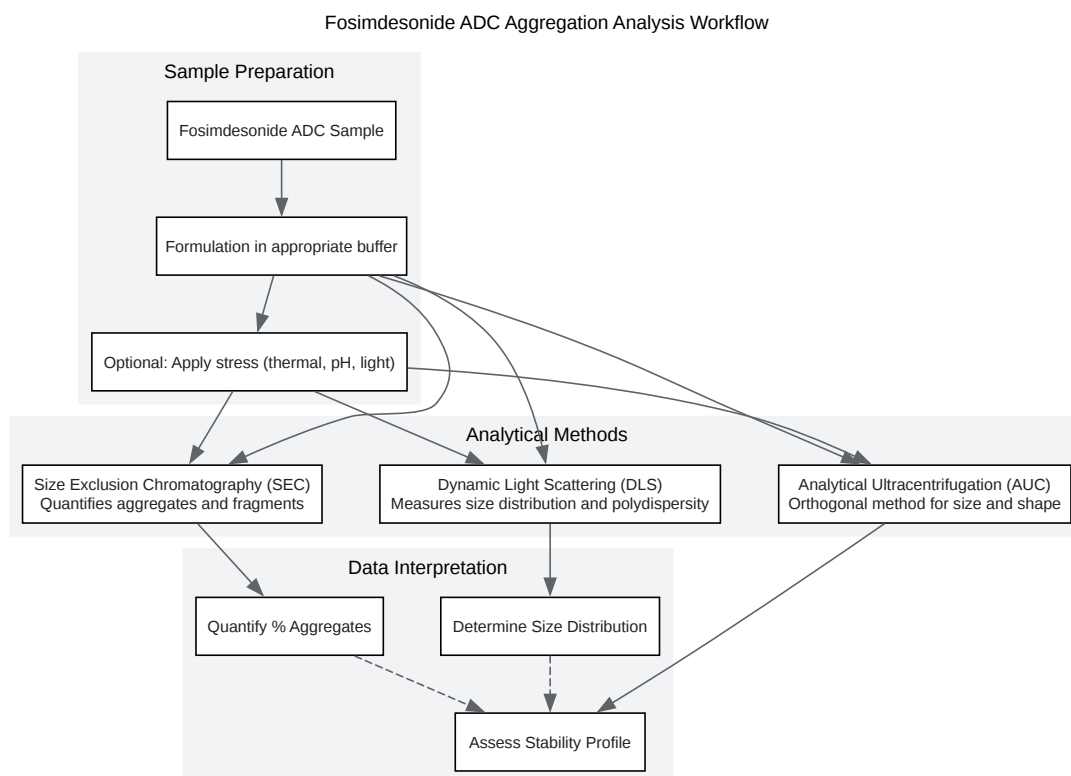 Fosimdesonide ADC Aggregation Analysis Workflow
Sample Preparation
Fosimdesonide ADC Sample
Formulation in appropriate buffer
Optional: Apply stress (thermal, pH, light)
Analytical Methods
Size Exclusion Chromatography (SEC)
Quantifies aggregates and fragments
Dynamic Light Scattering (DLS)
Measures size distribution and polydispersity
Analytical Ultracentrifugation (AUC)
Orthogonal method for size and shape
Data Interpretation
Quantify % Aggregates
Determine Size Distribution
Assess Stability Profile